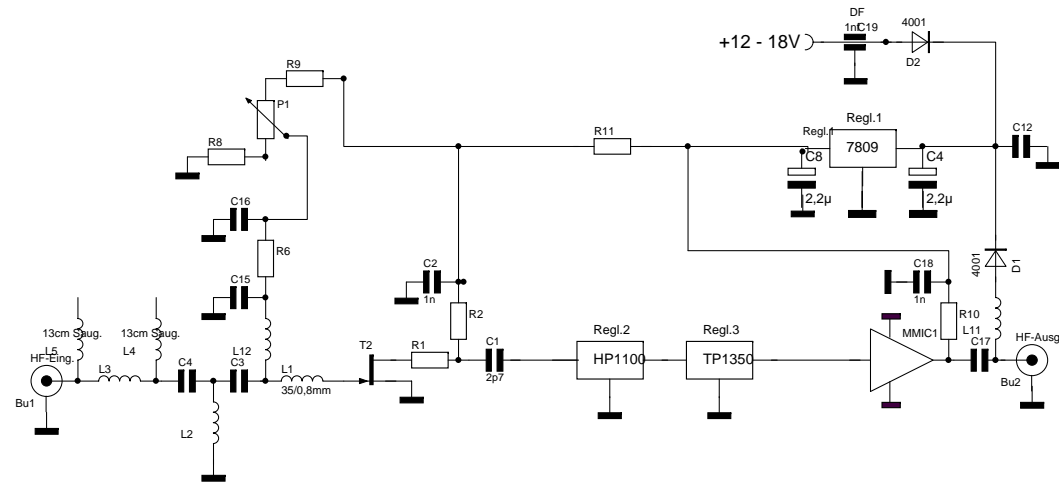 DF
1nfC19
4001
+12 - 18V
D2
R9
P1
R8
R11
Regl.1
Regl.1
7809
C8
C4
C12
2,2µ
2,2µ
C16
R6
C15
C2
1n
R2
4001
D1
C18
1n
R10
MMIC1
L11
13cm Saug.
L5
13cm Saug.
L4
L12
T2
R1
C1
2p7
Regl.2
HP1100
Regl.3
TP1350
C17
HF-Ausg
HF-Eing.
L3
C4
C3
L1
35/0,8mm
Bu1
Bu2
L2